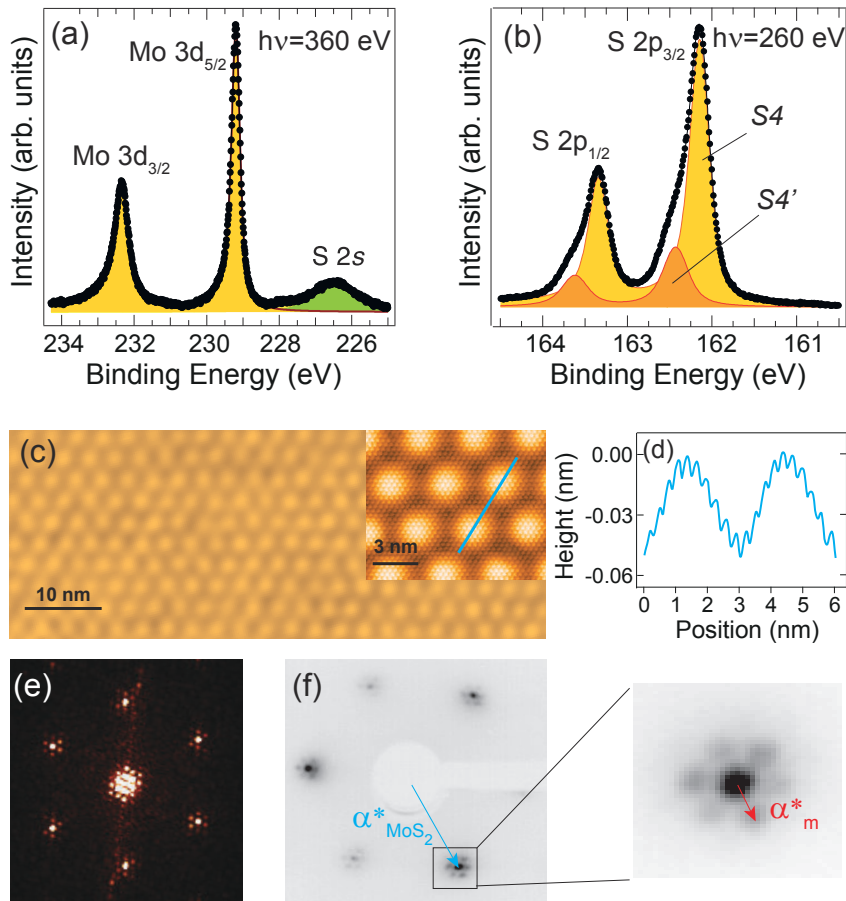 (a)
hν=360 eV
Mo 3d5/2
Mo 3d3/2
S 2s
Intensity (arb. units)
234 232 230 228 226
Binding Energy (eV)
(b)
S 2p3/2
hν=260 eV
S4
S 2p1/2
S4'
Intensity (arb. units)
164 163 162 161
Binding Energy (eV)
(c)
10 nm
3 nm
(d)
0.00
-0.03
-0.06
Height (nm)
0 1 2 3 4 5 6
Position (nm)
(e)
(f)
α*MoS2
α*m